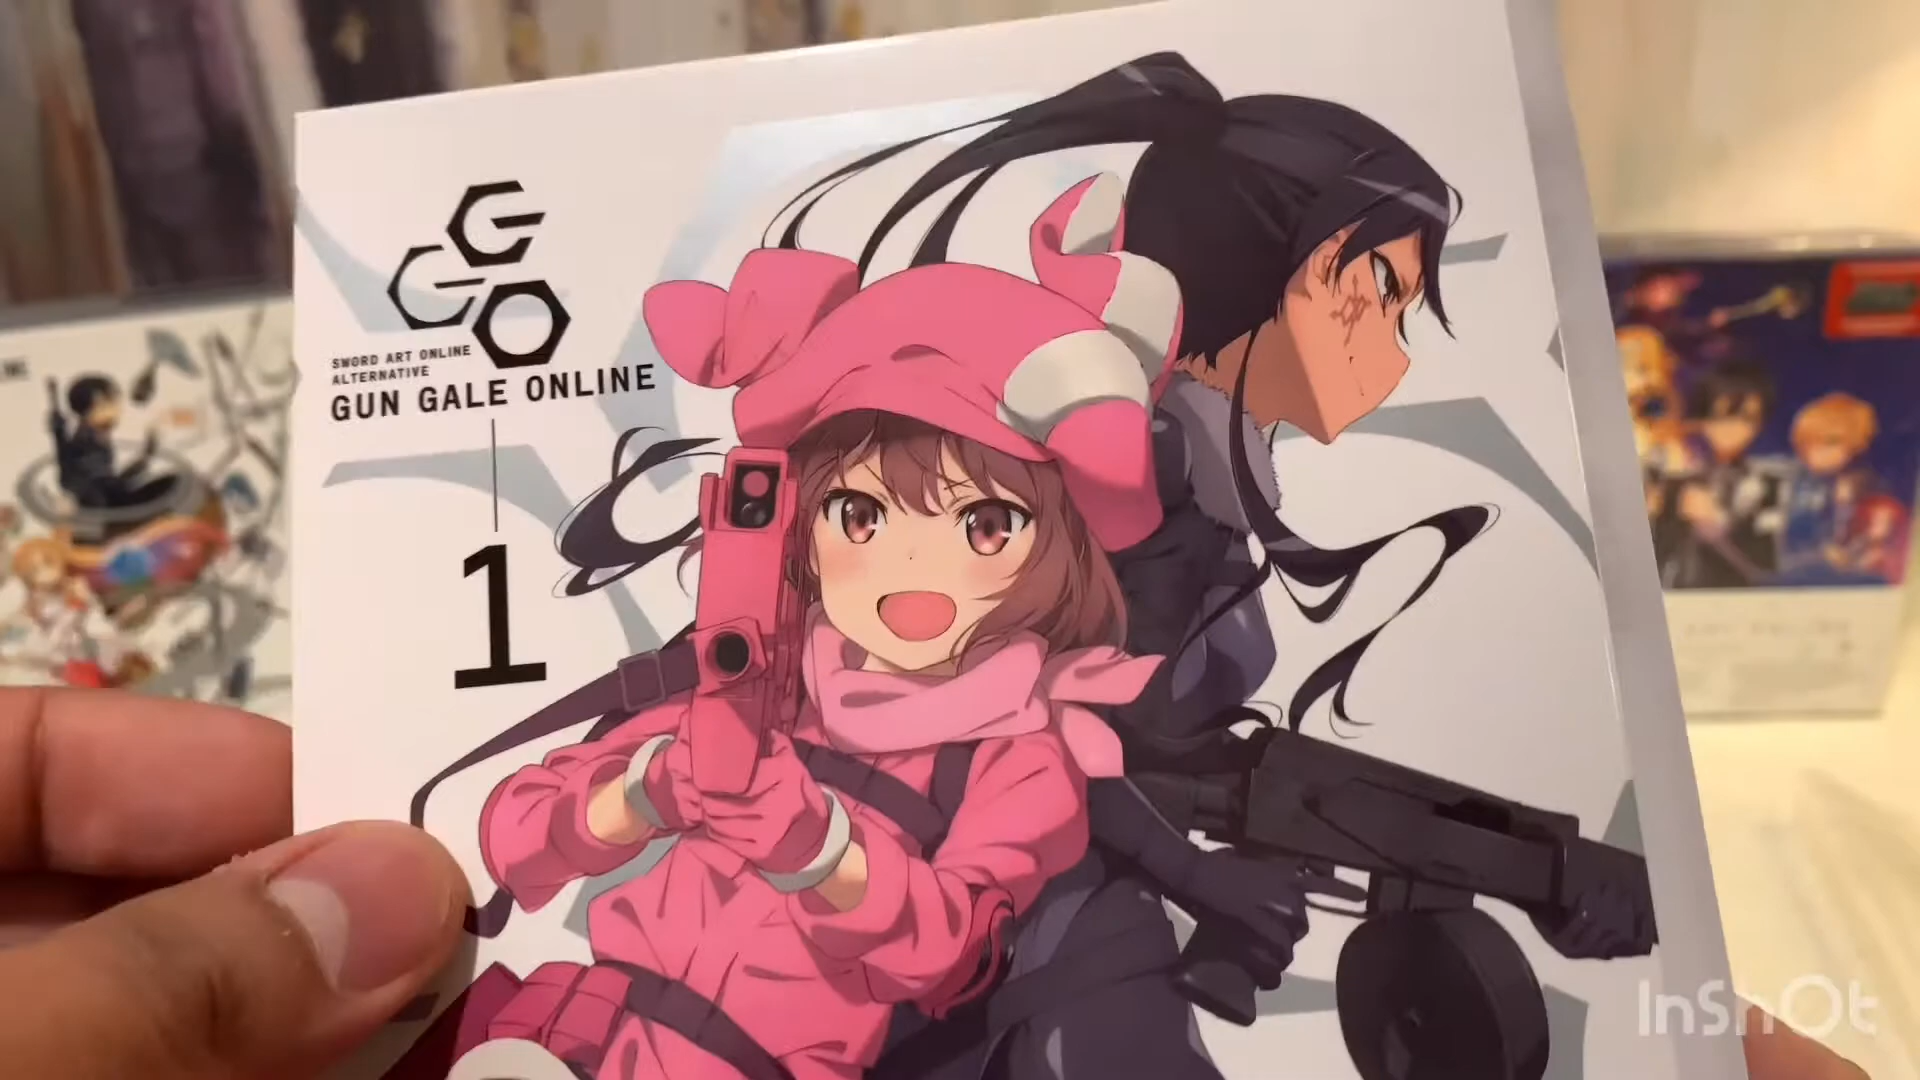 GGO
SWORD ART ONLINE
ALTERNATIVE
GUN GALE ONLINE
1
InShOt